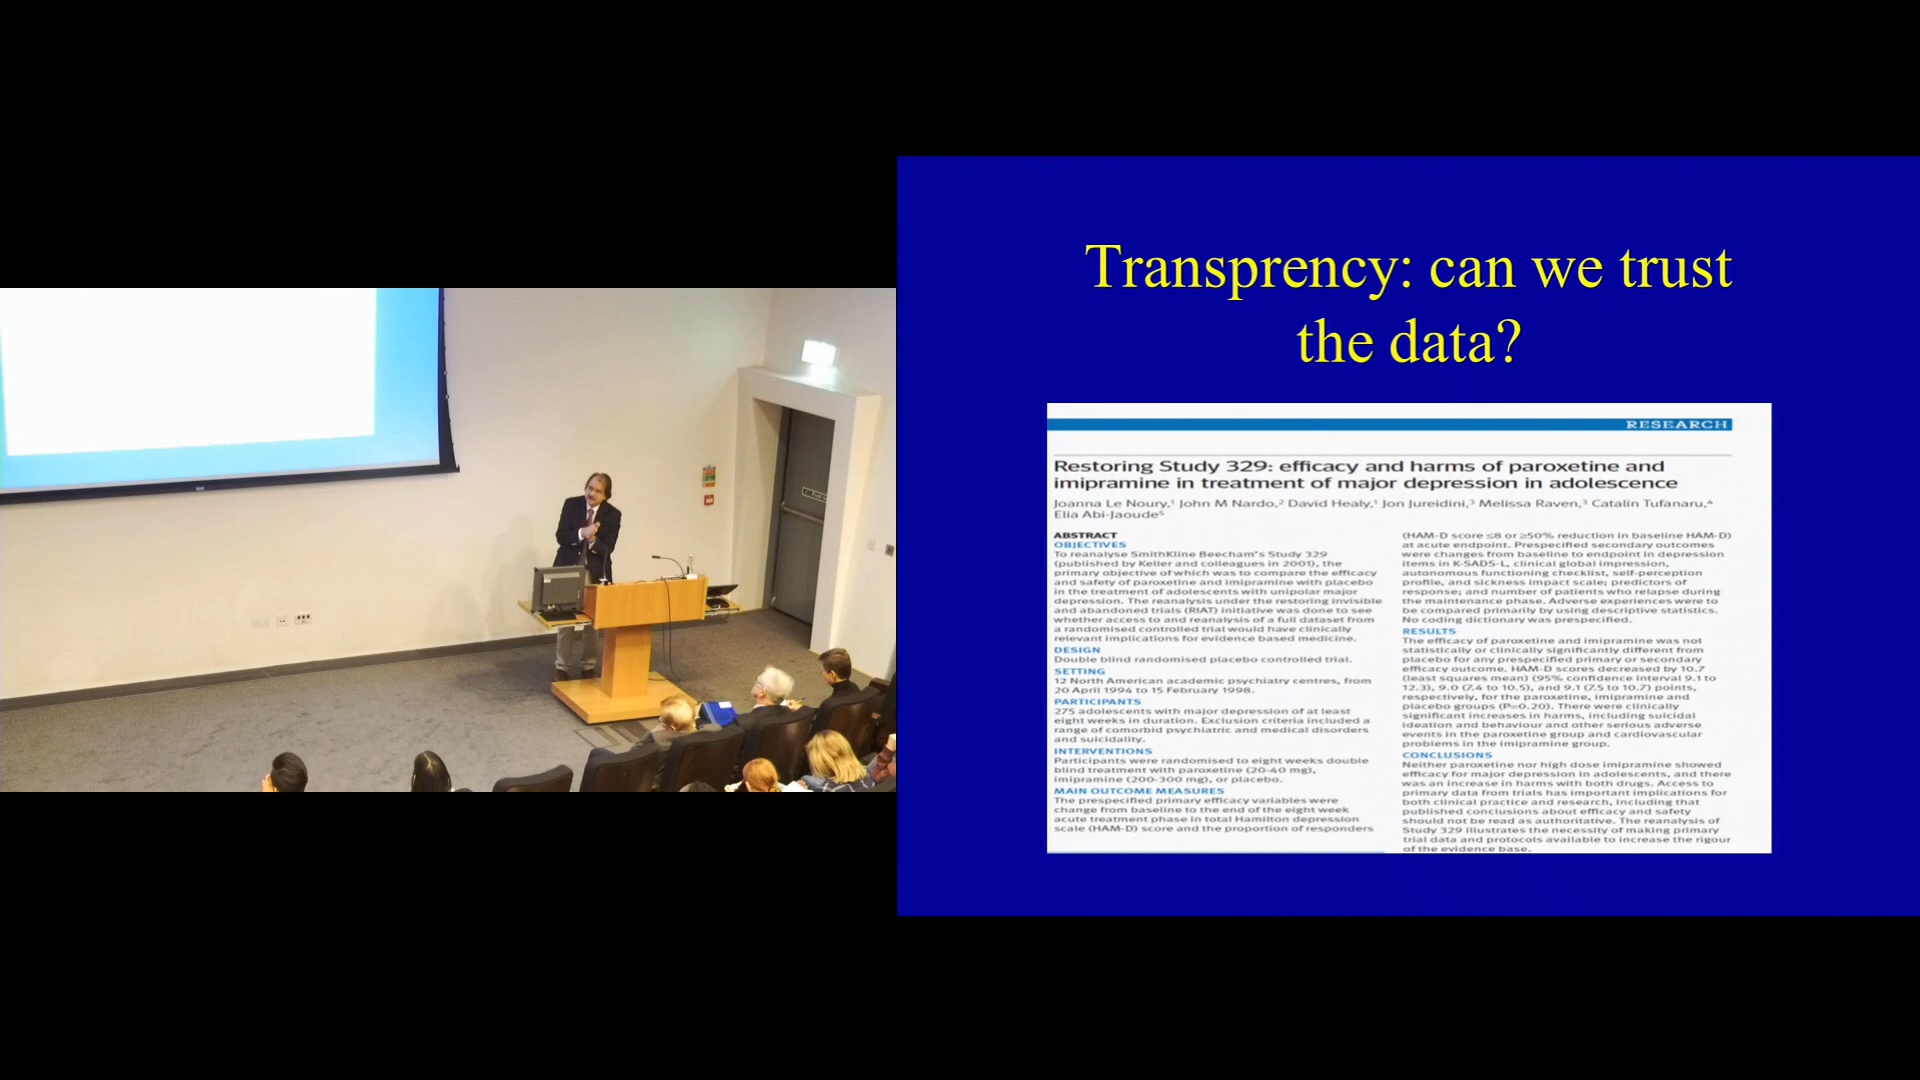 Transprency: can we trust
the data?
RESEARCH
Restoring Study 329: efficacy and harms of paroxetine and
imipramine in treatment of major depression in adolescence
Joanna Le Noury,¹ John M Nardo,² David Healy,¹ Jon Jureidini,³ Melissa Raven,³ Catalin Tufanaru,⁴
Elia Abi-Jaoude⁵
ABSTRACT
OBJECTIVES
To reanalyse SmithKline Beecham's Study 329
(published by Keller and colleagues in 2001), the
primary objective of which was to compare the efficacy
and safety of paroxetine and imipramine with placebo
in the treatment of adolescents with unipolar major
depression. The reanalysis under the restoring invisible
and abandoned trials (RIAT) initiative was done to see
whether access to and reanalysis of a full dataset from
a randomised controlled trial would have clinically
relevant implications for evidence based medicine.
DESIGN
Double blind randomised placebo controlled trial.
SETTING
12 North American academic psychiatry centres, from
20 April 1994 to 15 February 1998.
PARTICIPANTS
275 adolescents with major depression of at least
eight weeks in duration. Exclusion criteria included a
range of comorbid psychiatric and medical disorders
and suicidality.
INTERVENTIONS
Participants were randomised to eight weeks double
blind treatment with paroxetine (20-40 mg),
imipramine (200-300 mg), or placebo.
MAIN OUTCOME MEASURES
The prespecified primary efficacy variables were
change from baseline to the end of the eight week
acute treatment phase in total Hamilton depression
scale (HAM-D) score and the proportion of responders
(HAM-D score ≤8 or ≥50% reduction in baseline HAM-D)
at acute endpoint. Prespecified secondary outcomes
were changes from baseline to endpoint in depression
items in K-SADS-L, clinical global impression,
autonomous functioning checklist, self-perception
profile, and sickness impact scale; predictors of
response; and number of patients who relapse during
the maintenance phase. Adverse experiences were to
be compared primarily by using descriptive statistics.
No coding dictionary was prespecified.
RESULTS
The efficacy of paroxetine and imipramine was not
statistically or clinically significantly different from
placebo for any prespecified primary or secondary
efficacy outcome. HAM-D scores decreased by 10.7
(least squares mean) (95% confidence interval 9.1 to
12.3), 9.0 (7.4 to 10.5), and 9.1 (7.5 to 10.7) points,
respectively, for the paroxetine, imipramine and
placebo groups (P=0.20). There were clinically
significant increases in harms, including suicidal
ideation and behaviour and other serious adverse
events in the paroxetine group and cardiovascular
problems in the imipramine group.
CONCLUSIONS
Neither paroxetine nor high dose imipramine showed
efficacy for major depression in adolescents, and there
was an increase in harms with both drugs. Access to
primary data from trials has important implications for
both clinical practice and research, including that
published conclusions about efficacy and safety
should not be read as authoritative. The reanalysis of
Study 329 illustrates the necessity of making primary
trial data and protocols available to increase the rigour
of the evidence base.